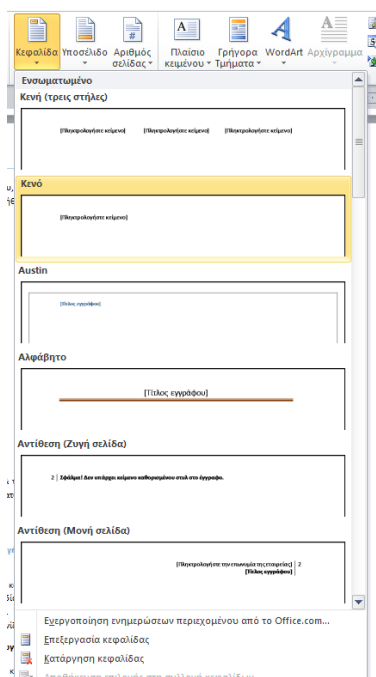 Κεφαλίδα Υποσέλιδο Αριθμός σελίδας Πλαίσιο κειμένου Γρήγορα Τμήματα WordArt Αρχίγραμμα
Ενσωματωμένο
Κενή (τρεις στήλες)
[Πληκτρολογήστε κείμενο] [Πληκτρολογήστε κείμενο] [Πληκτρολογήστε κείμενο]
Κενό
[Πληκτρολογήστε κείμενο]
Austin
[Τίτλος εγγράφου]
Αλφάβητο
[Τίτλος εγγράφου]
Αντίθεση (Ζυγή σελίδα)
2 Σφάλμα! Δεν υπάρχει κείμενο καθορισμένου στυλ στο έγγραφο.
Αντίθεση (Μονή σελίδα)
[Πληκτρολογήστε την επωνυμία της εταιρείας] 2
[Τίτλος εγγράφου]
Ενεργοποίηση ενημερώσεων περιεχομένου από το Office.com...
Επεξεργασία κεφαλίδας
Κατάργηση κεφαλίδας